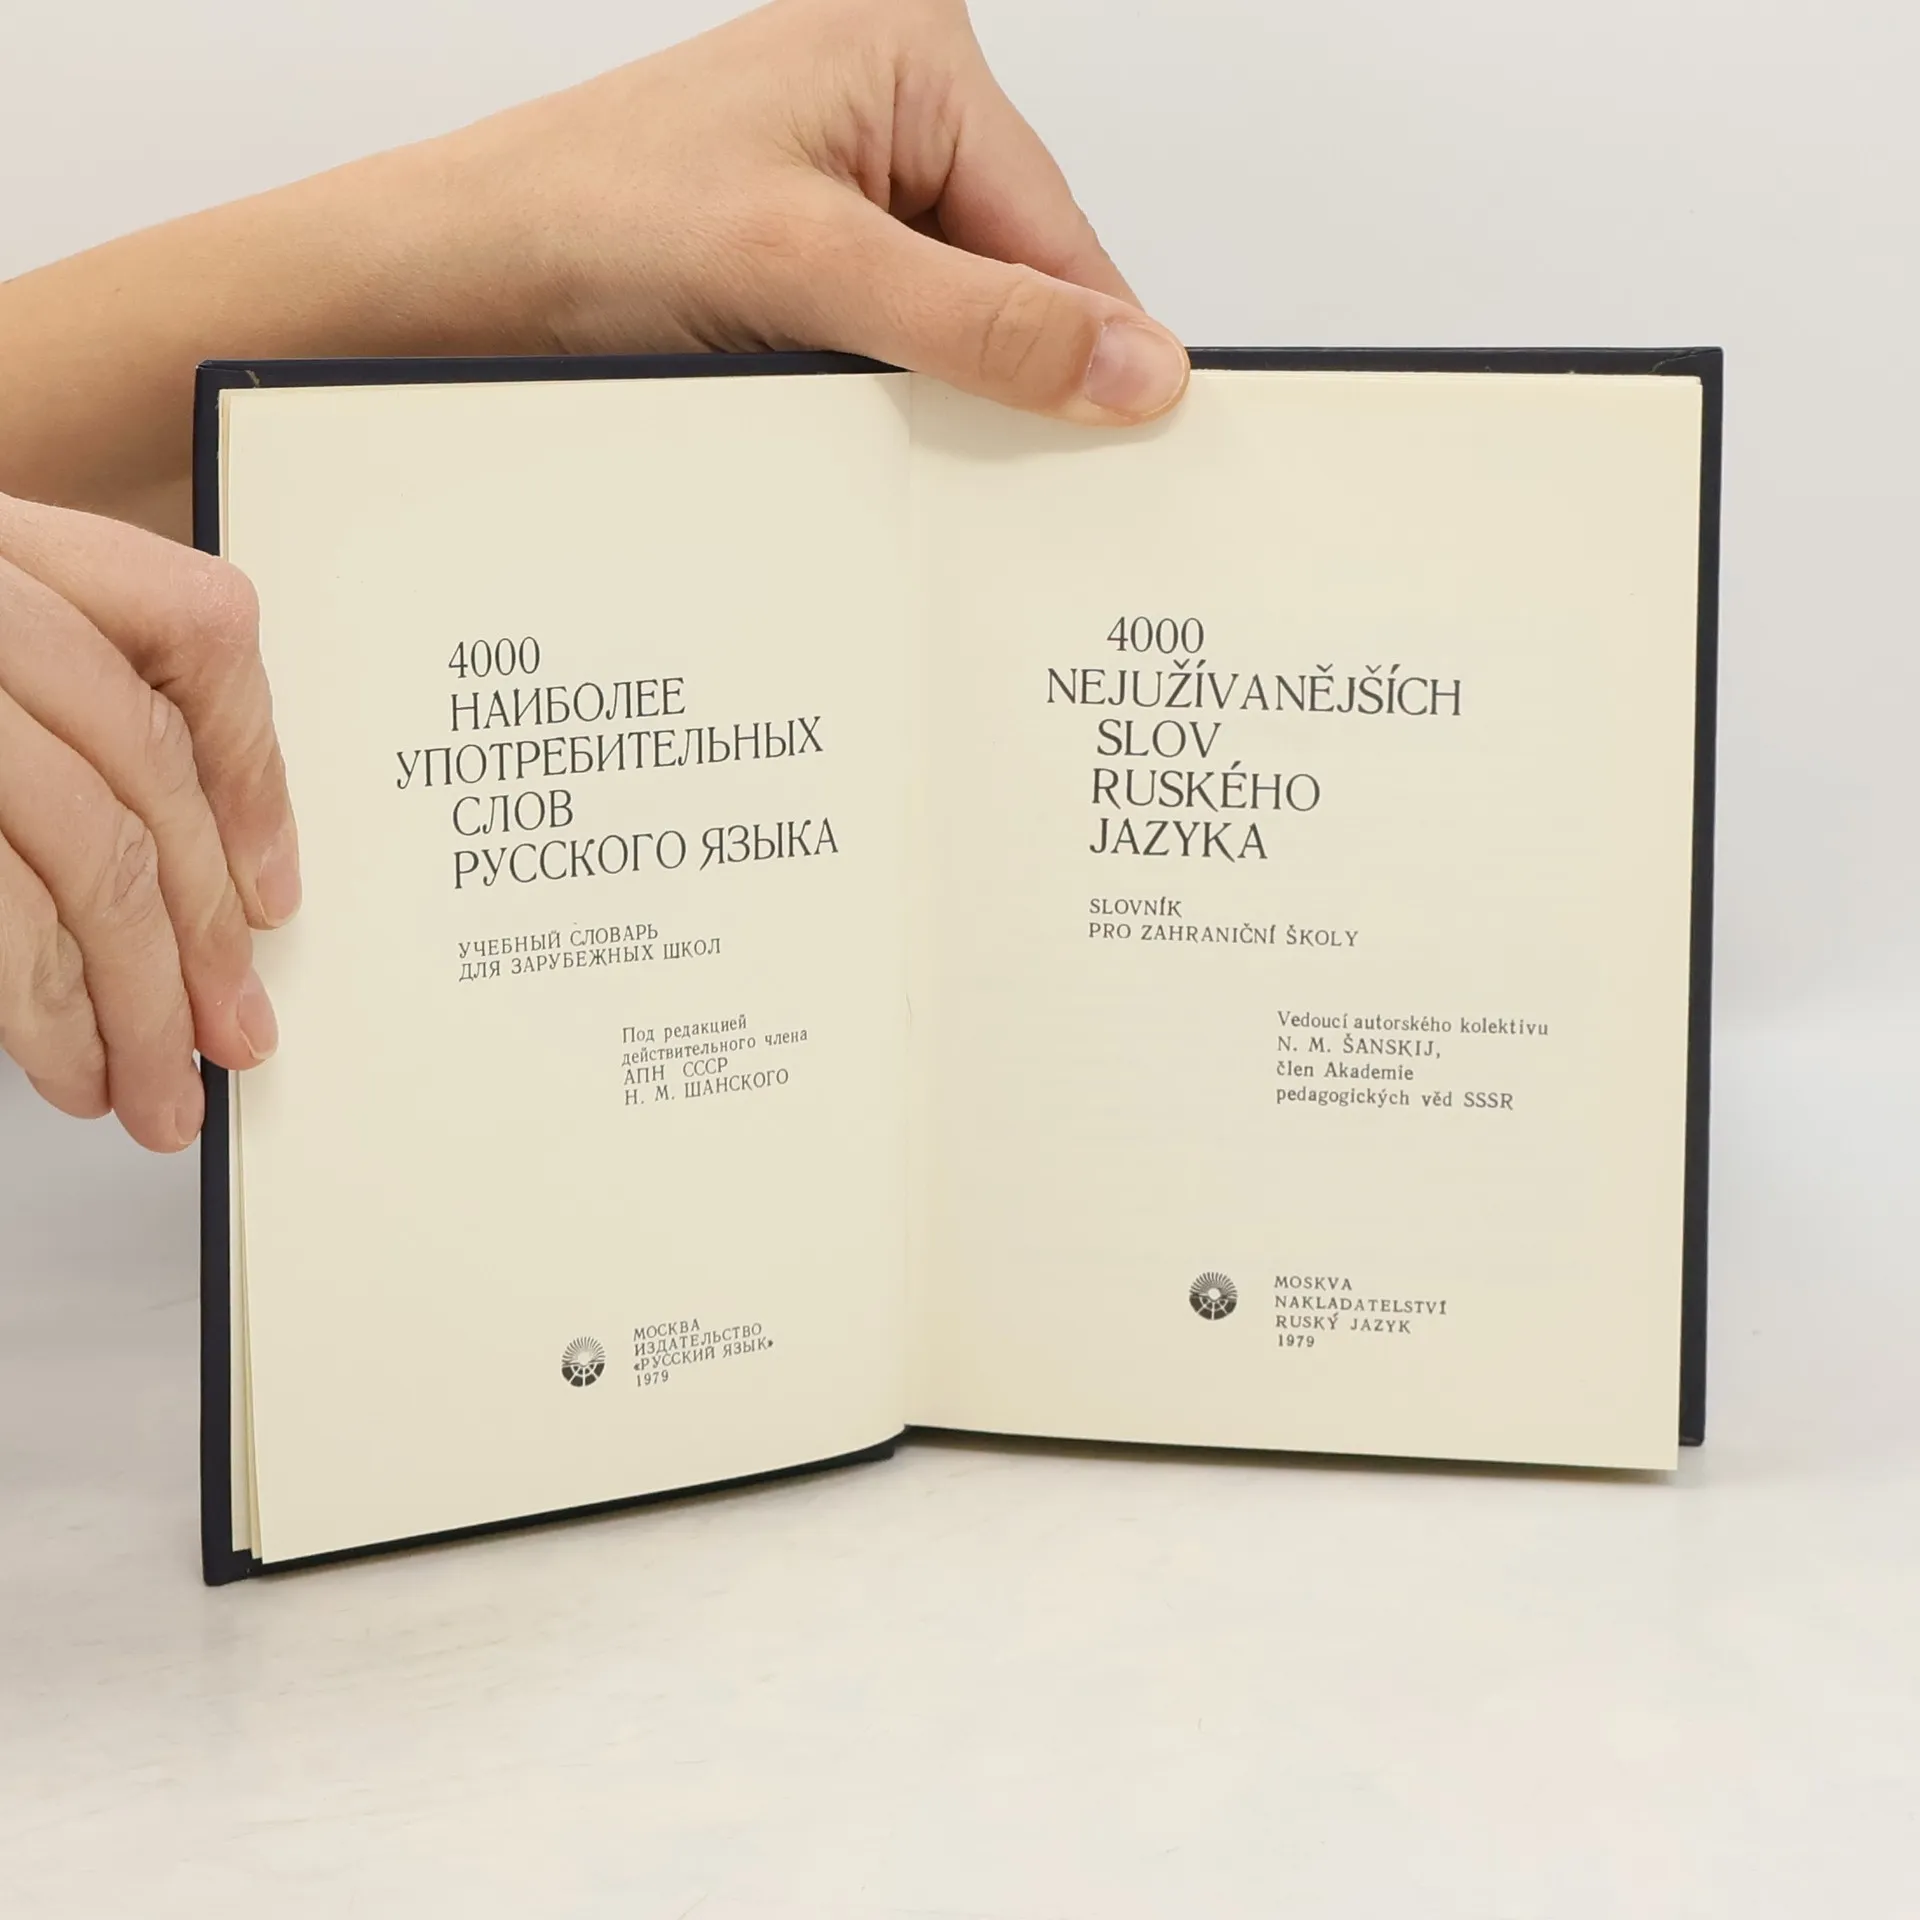 4000
НАИБОЛЕЕ
УПОТРЕБИТЕЛЬНЫХ
СЛОВ
РУССКОГО ЯЗЫКА
УЧЕБНЫЙ СЛОВАРЬ
ДЛЯ ЗАРУБЕЖНЫХ ШКОЛ
Под редакцией
действительного члена
АПН СССР
Н. М. ШАНСКОГО
МОСКВА
ИЗДАТЕЛЬСТВО
«РУССКИЙ ЯЗЫК»
1979
4000
NEJUŽÍVANĚJŠÍCH
SLOV
RUSKÉHO
JAZYKA
SLOVNÍK
PRO ZAHRANIČNÍ ŠKOLY
Vedoucí autorského kolektivu
N. M. ŠANSKIJ,
člen Akademie
pedagogických věd SSSR
MOSKVA
NAKLADATELSTVÍ
RUSKÝ JAZYK
1979